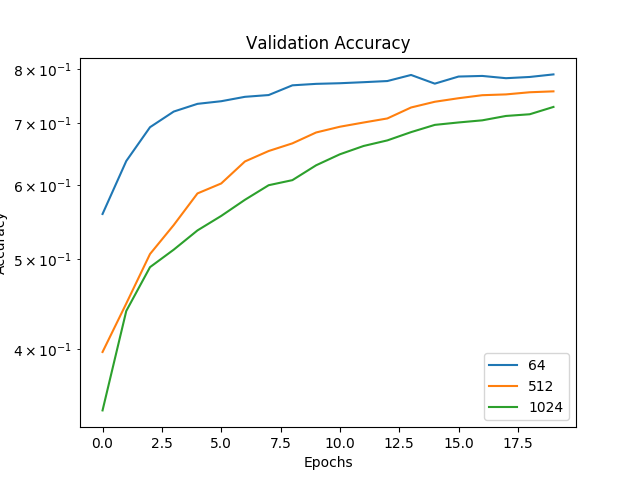 Validation Accuracy
8 × 10⁻¹
7 × 10⁻¹
6 × 10⁻¹
5 × 10⁻¹
4 × 10⁻¹
Accuracy
0.0 2.5 5.0 7.5 10.0 12.5 15.0 17.5
Epochs
64
512
1024